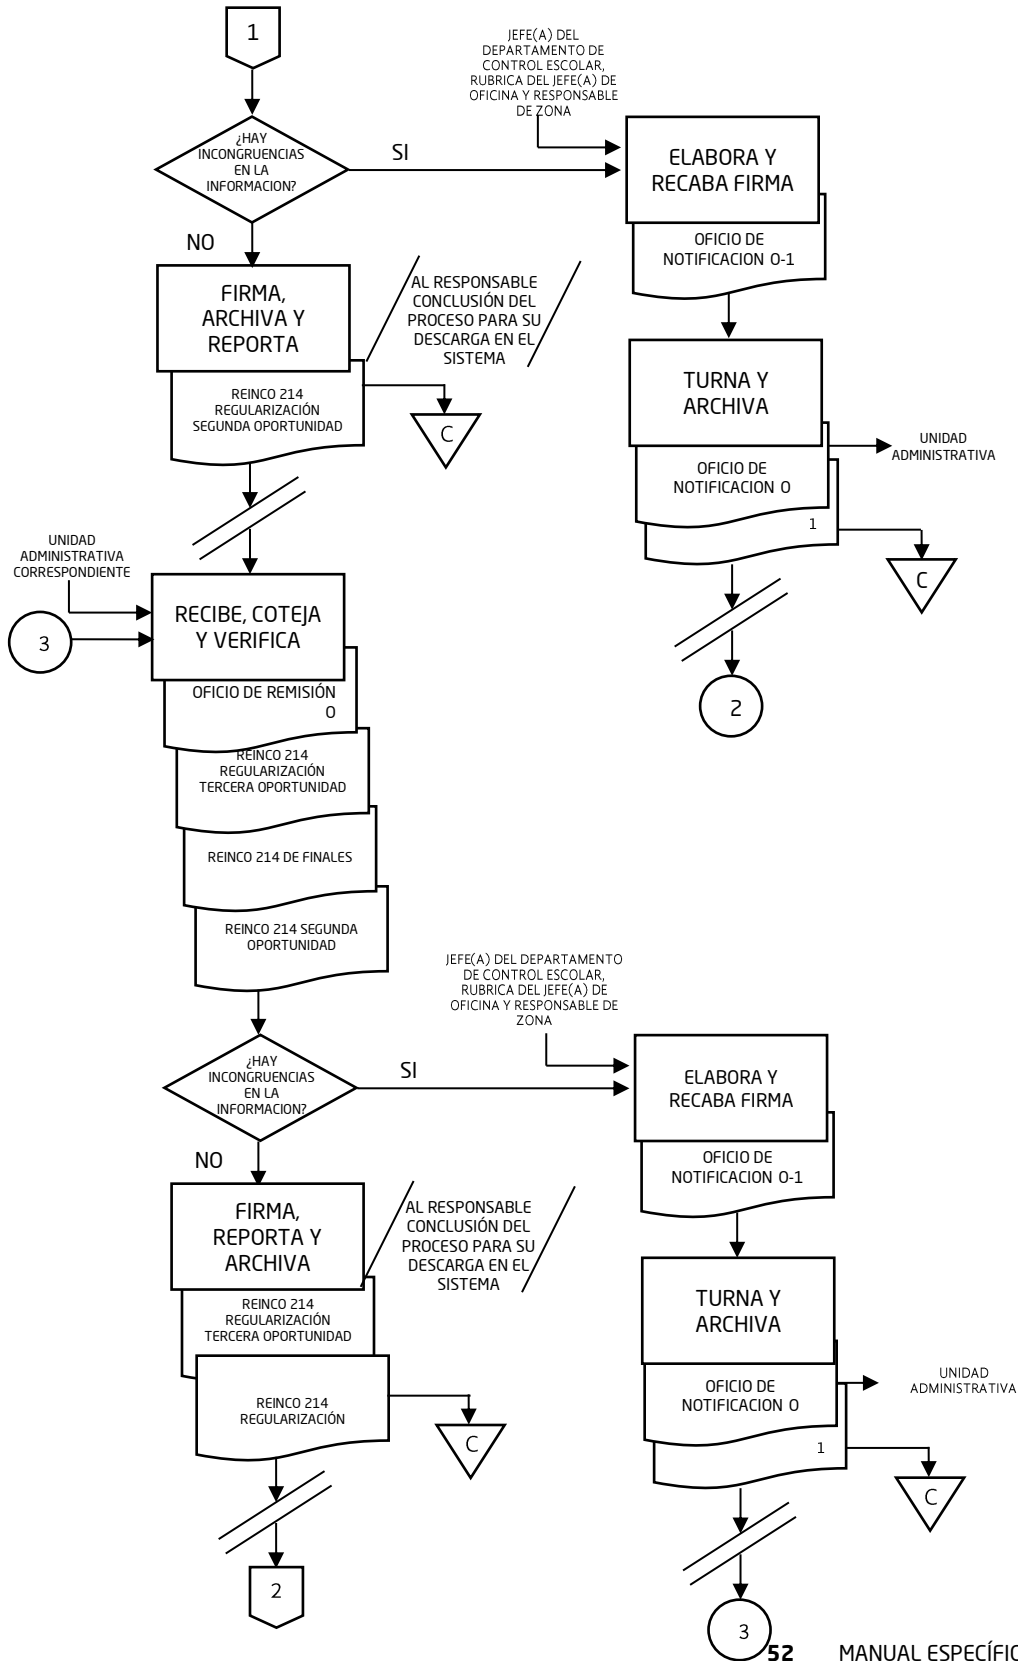 1
JEFE(A) DEL
DEPARTAMENTO DE
CONTROL ESCOLAR,
RUBRICA DEL JEFE(A) DE
OFICINA Y RESPONSABLE
DE ZONA
¿HAY
INCONGRUENCIAS
EN LA
INFORMACION?
SI
NO
ELABORA Y
RECABA FIRMA
OFICIO DE
NOTIFICACION O-1
FIRMA,
ARCHIVA Y
REPORTA
AL RESPONSABLE
CONCLUSIÓN DEL
PROCESO PARA SU
DESCARGA EN EL
SISTEMA
REINCO 214
REGULARIZACIÓN
SEGUNDA OPORTUNIDAD
C
TURNA Y
ARCHIVA
OFICIO DE
NOTIFICACION O
1
UNIDAD
ADMINISTRATIVA
C
2
UNIDAD
ADMINISTRATIVA
CORRESPONDIENTE
3
RECIBE, COTEJA
Y VERIFICA
OFICIO DE REMISIÓN
O
REINCO 214
REGULARIZACIÓN
TERCERA OPORTUNIDAD
REINCO 214 DE FINALES
REINCO 214 SEGUNDA
OPORTUNIDAD
JEFE(A) DEL DEPARTAMENTO
DE CONTROL ESCOLAR,
RUBRICA DEL JEFE(A) DE
OFICINA Y RESPONSABLE DE
ZONA
¿HAY
INCONGRUENCIAS
EN LA
INFORMACION?
SI
NO
ELABORA Y
RECABA FIRMA
OFICIO DE
NOTIFICACION O-1
FIRMA,
REPORTA Y
ARCHIVA
AL RESPONSABLE
CONCLUSIÓN DEL
PROCESO PARA SU
DESCARGA EN EL
SISTEMA
REINCO 214
REGULARIZACIÓN
TERCERA OPORTUNIDAD
REINCO 214
REGULARIZACIÓN
C
2
TURNA Y
ARCHIVA
OFICIO DE
NOTIFICACION O
1
UNIDAD
ADMINISTRATIVA
C
3
52 MANUAL ESPECÍFIC